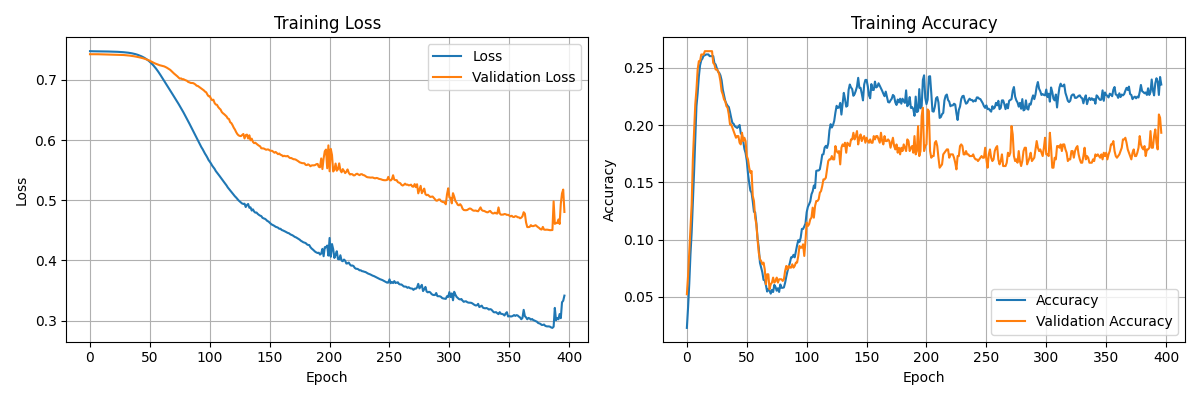 Training Loss
Loss
Validation Loss
0.7
0.6
0.5
0.4
0.3
Loss
0 50 100 150 200 250 300 350 400
Epoch
Training Accuracy
0.25
0.20
0.15
0.10
0.05
Accuracy
Accuracy
Validation Accuracy
0 50 100 150 200 250 300 350 400
Epoch